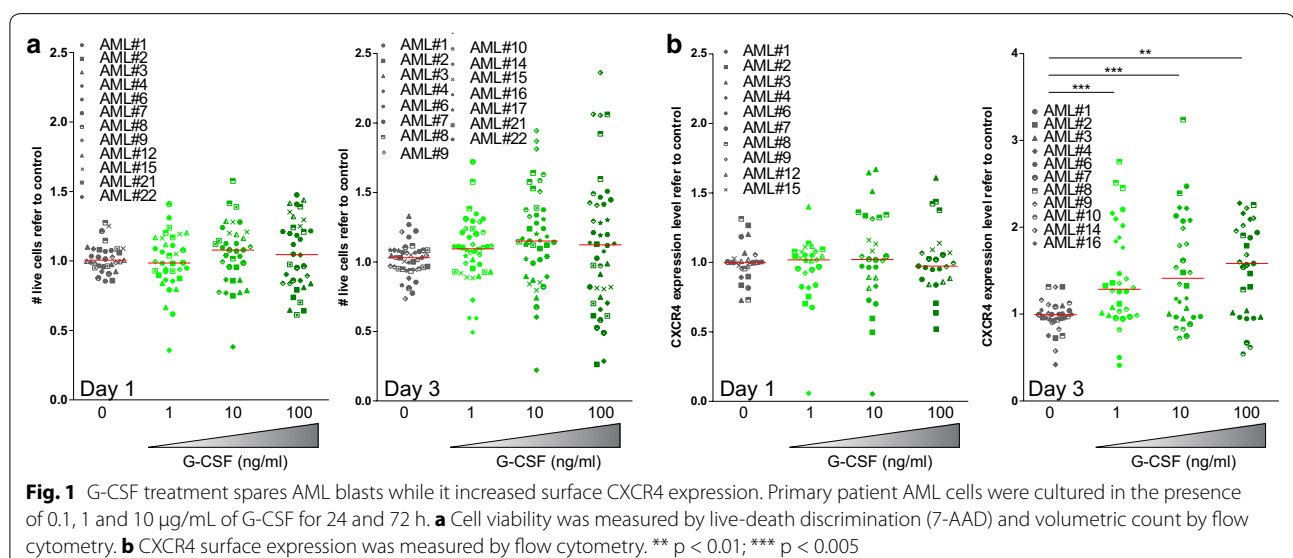 a
# live cells refer to control
2.5
2.0
1.5
1.0
0.5
0.0
AML#1
AML#2
AML#3
AML#4
AML#6
AML#7
AML#8
AML#9
AML#12
AML#15
AML#21
AML#22
Day 1
0 1 10 100
G-CSF (ng/ml)
# live cells refer to control
2.5
2.0
1.5
1.0
0.5
0.0
AML#1
AML#2
AML#3
AML#4
AML#6
AML#7
AML#8
AML#9
AML#10
AML#14
AML#15
AML#16
AML#17
AML#21
AML#22
Day 3
0 1 10 100
G-CSF (ng/ml)
b
CXCR4 expression level refer to control
2.5
2.0
1.5
1.0
0.5
0.0
AML#1
AML#2
AML#3
AML#4
AML#6
AML#7
AML#8
AML#9
AML#12
AML#15
Day 1
0 1 10 100
G-CSF (ng/ml)
CXCR4 expression level refer to control
4
3
2
1
0
**
***
***
AML#1
AML#2
AML#3
AML#4
AML#6
AML#7
AML#8
AML#9
AML#10
AML#14
AML#16
Day 3
0 1 10 100
G-CSF (ng/ml)
Fig. 1 G-CSF treatment spares AML blasts while it increased surface CXCR4 expression. Primary patient AML cells were cultured in the presence
of 0.1, 1 and 10 µg/mL of G-CSF for 24 and 72 h. a Cell viability was measured by live-death discrimination (7-AAD) and volumetric count by flow
cytometry. b CXCR4 surface expression was measured by flow cytometry. ** p < 0.01; *** p < 0.005